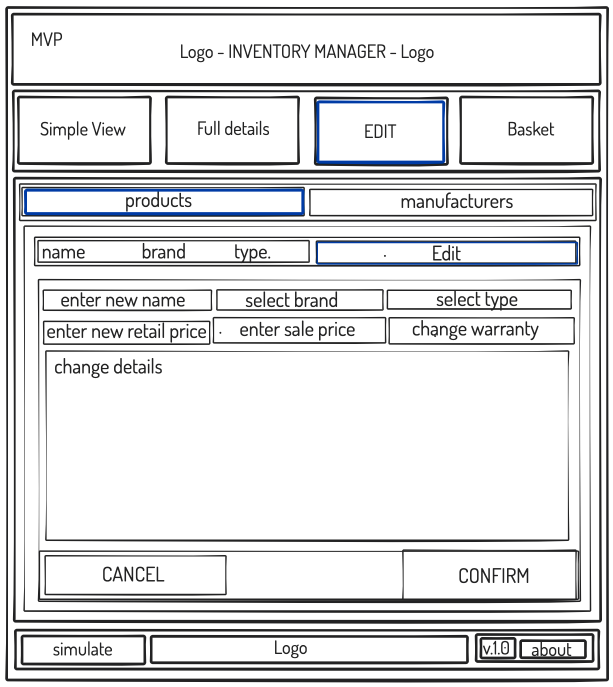 MVP
Logo - INVENTORY MANAGER - Logo
Simple View Full details EDIT Basket
products manufacturers
name brand type. . Edit
enter new name select brand select type
enter new retail price . enter sale price change warranty
change details
CANCEL CONFIRM
simulate Logo v.1.0 about